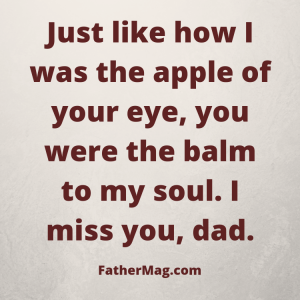 Just like how I
was the apple of
your eye, you
were the balm
to my soul. I
miss you, dad.
FatherMag.com